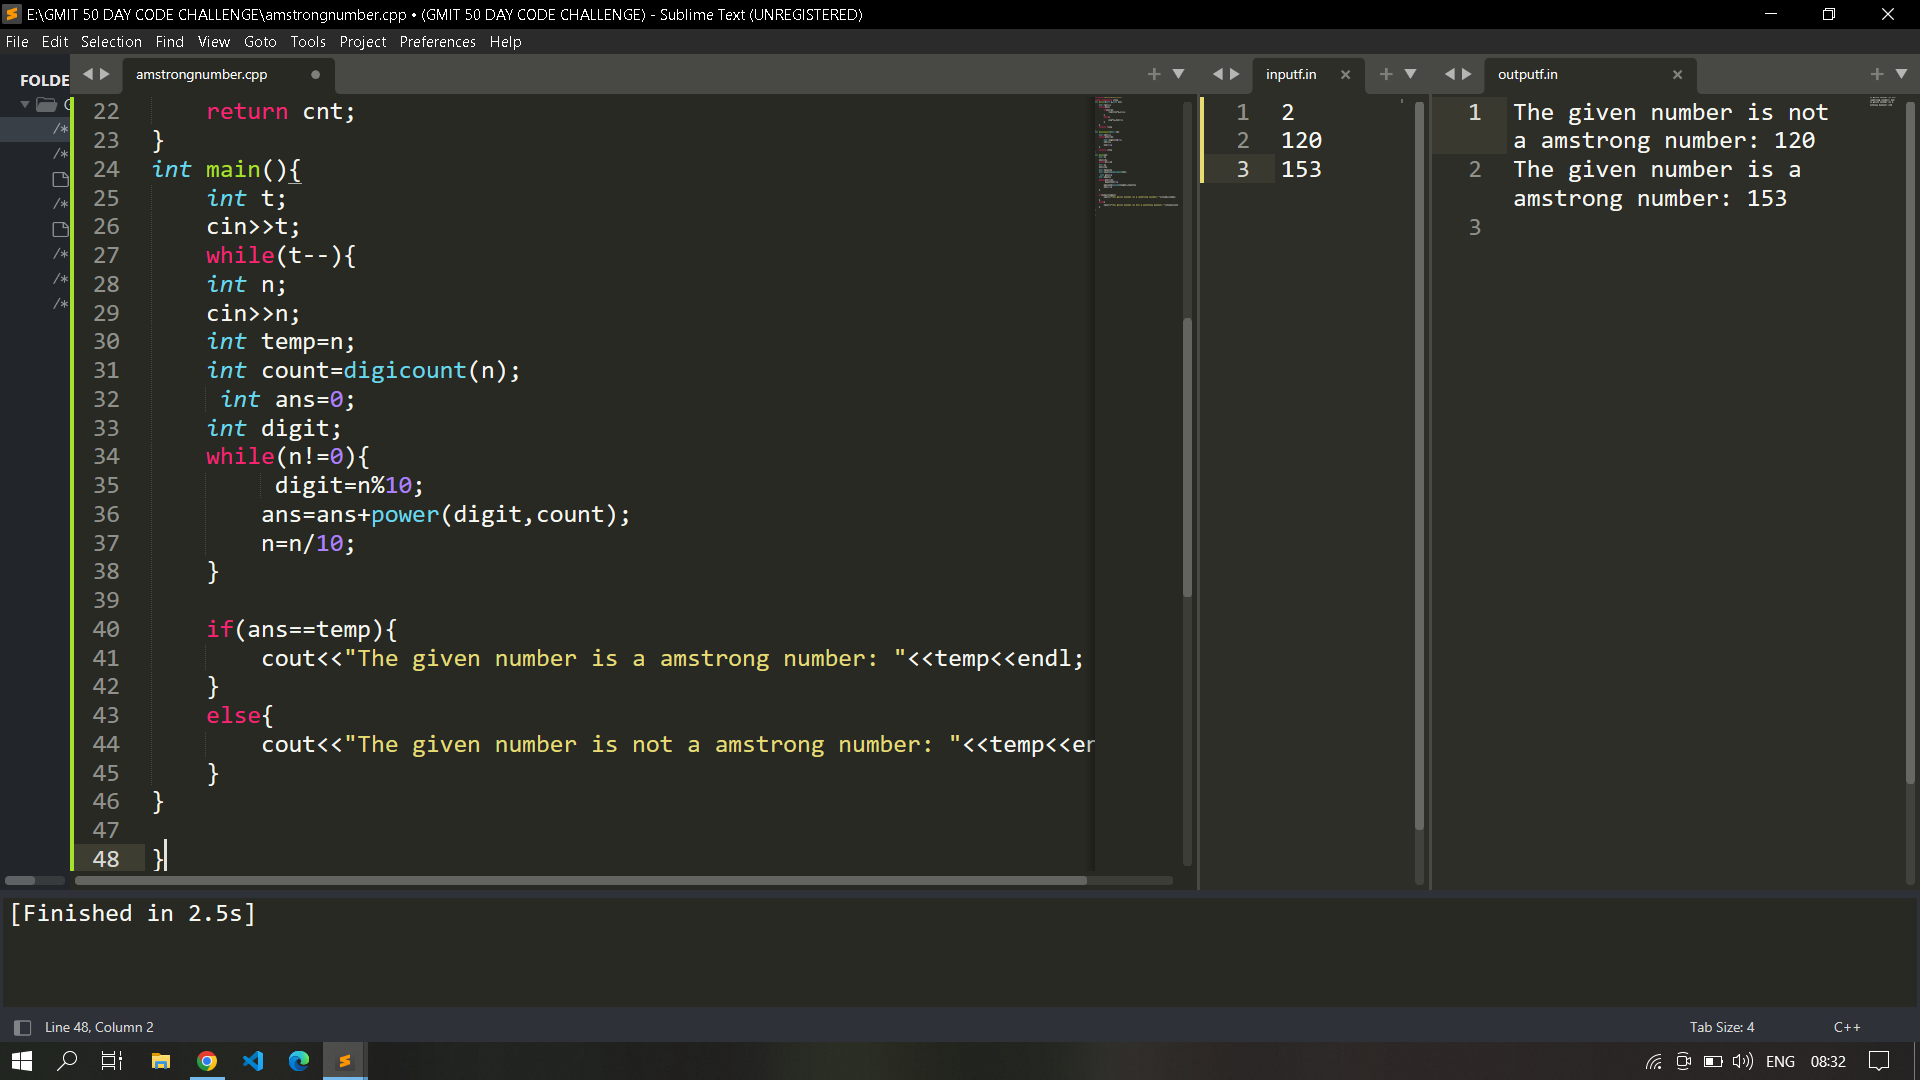 E:\GMIT 50 DAY CODE CHALLENGE\amstrongnumber.cpp • (GMIT 50 DAY CODE CHALLENGE) - Sublime Text (UNREGISTERED)
File Edit Selection Find View Goto Tools Project Preferences Help
FOLDE
amstrongnumber.cpp
22 return cnt;
23 }
24 int main(){
25 int t;
26 cin>>t;
27 while(t--){
28 int n;
29 cin>>n;
30 int temp=n;
31 int count=digicount(n);
32 int ans=0;
33 int digit;
34 while(n!=0){
35 digit=n%10;
36 ans=ans+power(digit,count);
37 n=n/10;
38 }
39
40 if(ans==temp){
41 cout<<"The given number is a amstrong number: "<<temp<<endl;
42 }
43 else{
44 cout<<"The given number is not a amstrong number: "<<temp<<en
45 }
46 }
47
48 }
inputf.in
1 2
2 120
3 153
outputf.in
1 The given number is not
a amstrong number: 120
2 The given number is a
amstrong number: 153
3
[Finished in 2.5s]
Line 48, Column 2
Tab Size: 4
C++
ENG
08:32